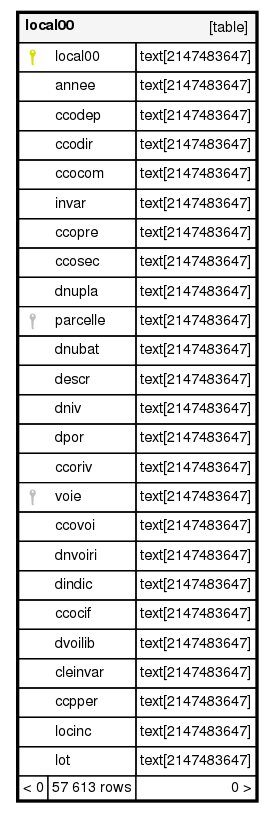 local00 [table]
local00 text[2147483647]
annee text[2147483647]
ccodep text[2147483647]
ccodir text[2147483647]
ccocom text[2147483647]
invar text[2147483647]
ccopre text[2147483647]
ccosec text[2147483647]
dnupla text[2147483647]
parcelle text[2147483647]
dnubat text[2147483647]
descr text[2147483647]
dniv text[2147483647]
dpor text[2147483647]
ccoriv text[2147483647]
voie text[2147483647]
ccovoi text[2147483647]
dnvoiri text[2147483647]
dindic text[2147483647]
ccocif text[2147483647]
dvoilib text[2147483647]
cleinvar text[2147483647]
ccpper text[2147483647]
locinc text[2147483647]
lot text[2147483647]
< 0 57 613 rows 0 >